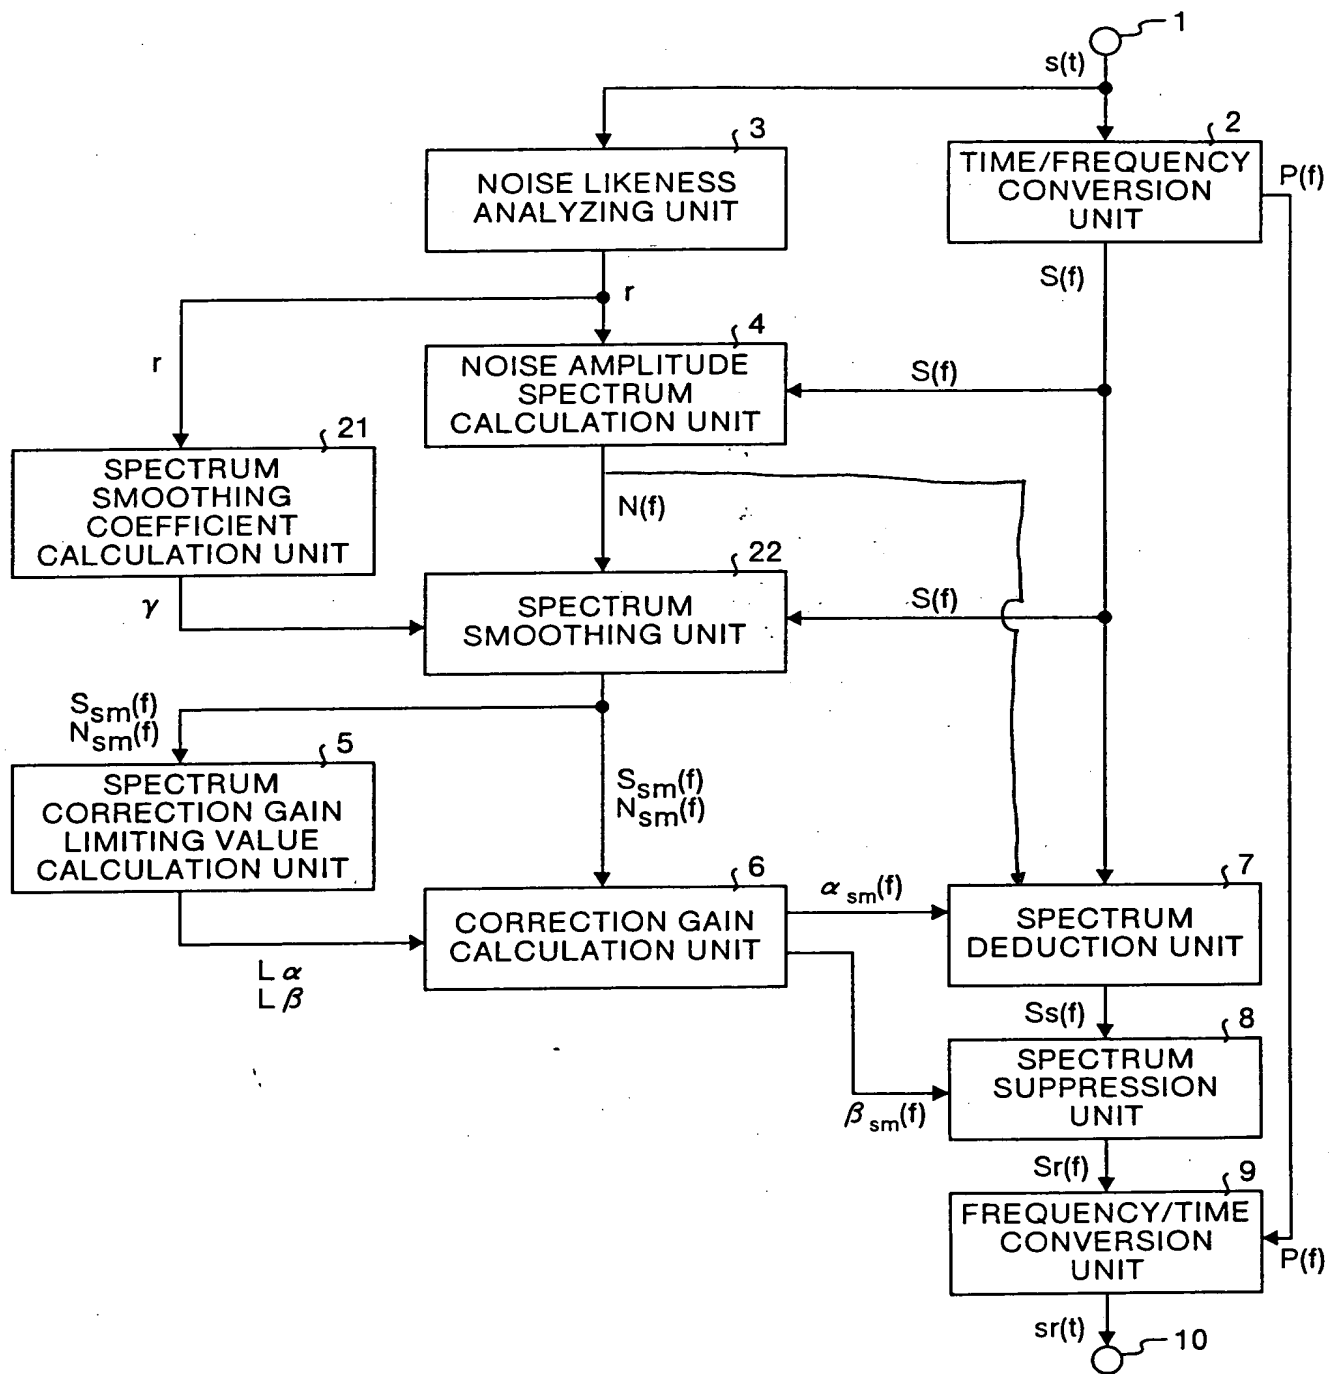 1
s(t)
3
NOISE LIKENESS
ANALYZING UNIT
2
TIME/FREQUENCY
CONVERSION
UNIT
P(f)
S(f)
r
r
4
NOISE AMPLITUDE
SPECTRUM
CALCULATION UNIT
S(f)
21
SPECTRUM
SMOOTHING
COEFFICIENT
CALCULATION UNIT
N(f)
γ
22
SPECTRUM
SMOOTHING UNIT
S(f)
Ssm(f)
Nsm(f)
5
SPECTRUM
CORRECTION GAIN
LIMITING VALUE
CALCULATION UNIT
Ssm(f)
Nsm(f)
Lα
Lβ
6
CORRECTION GAIN
CALCULATION UNIT
αsm(f)
7
SPECTRUM
DEDUCTION UNIT
Ss(f)
8
SPECTRUM
SUPPRESSION
UNIT
βsm(f)
Sr(f)
9
FREQUENCY/TIME
CONVERSION
UNIT
P(f)
sr(t)
10